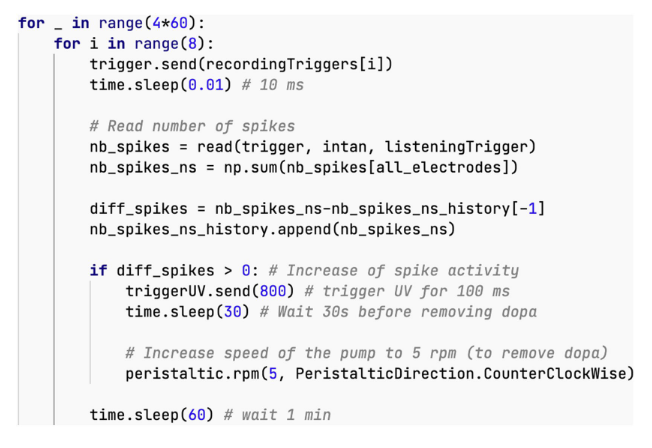 for _ in range(4*60):
    for i in range(8):
        trigger.send(recordingTriggers[i])
        time.sleep(0.01) # 10 ms

        # Read number of spikes
        nb_spikes = read(trigger, intan, listeningTrigger)
        nb_spikes_ns = np.sum(nb_spikes[all_electrodes])

        diff_spikes = nb_spikes_ns-nb_spikes_ns_history[-1]
        nb_spikes_ns_history.append(nb_spikes_ns)

        if diff_spikes > 0: # Increase of spike activity
            triggerUV.send(800) # trigger UV for 100 ms
            time.sleep(30) # Wait 30s before removing dopa

            # Increase speed of the pump to 5 rpm (to remove dopa)
            peristaltic.rpm(5, PeristalticDirection.CounterClockWise)

        time.sleep(60) # wait 1 min